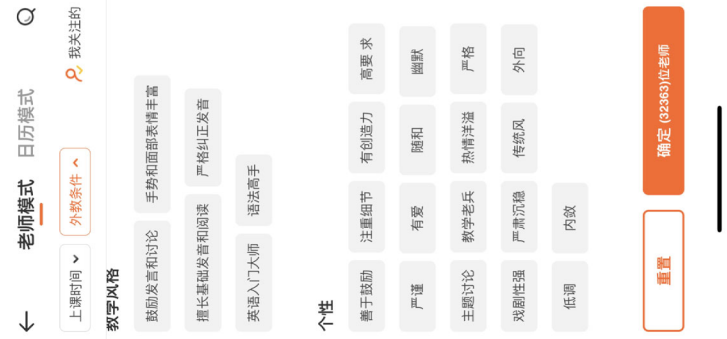 老师模式 日历模式
上课时间 外教条件 我关注的
教学风格
鼓励发言和讨论 手势和面部表情丰富
擅长基础发音和阅读 严格纠正发音
英语入门大师 语法高手
个性
善于鼓励 注重细节 有创造力 高要求
严谨 有爱 随和 幽默
主题讨论 教学老兵 热情洋溢 严格
戏剧性强 严肃沉稳 传统风 外向
低调 内敛
重置 确定 (32363)位老师